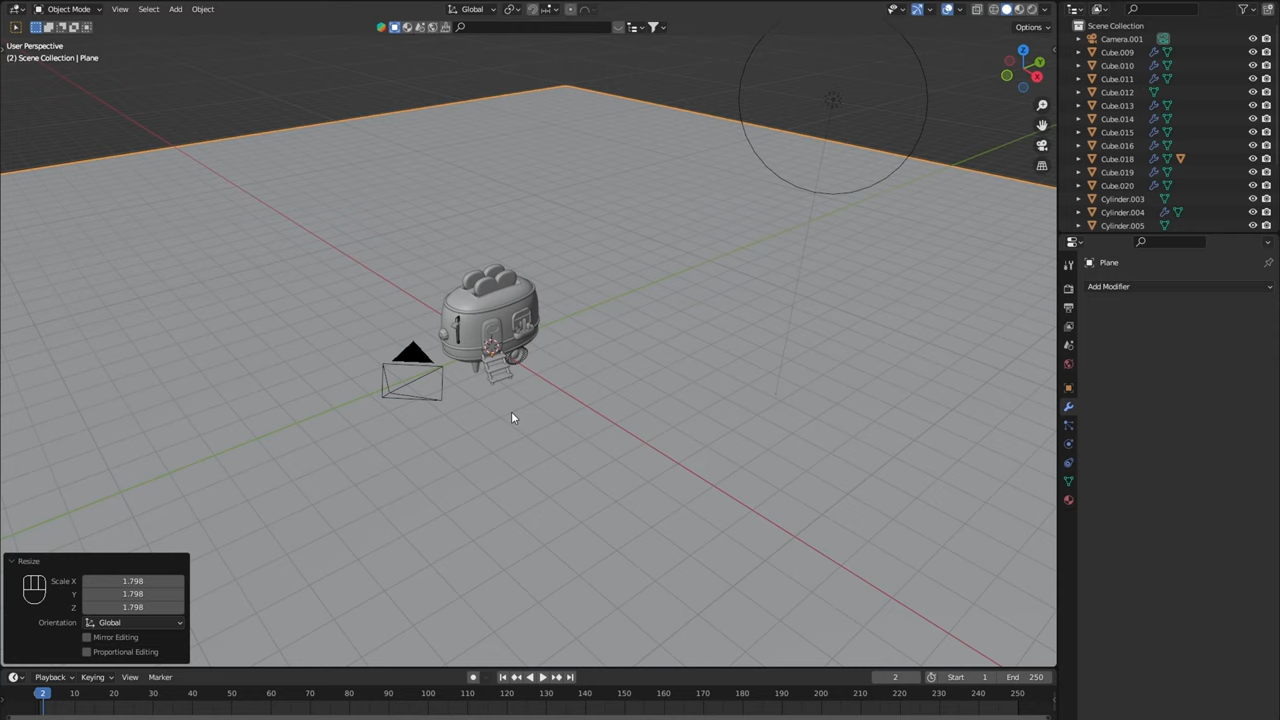 Object Mode View Select Add Object Global
Options
User Perspective
(2) Scene Collection | Plane
Z
Y
X
Resize
Scale X 1.798
Y 1.798
Z 1.798
Orientation Global
Mirror Editing
Proportional Editing
Scene Collection
Camera.001
Cube.009
Cube.010
Cube.011
Cube.012
Cube.013
Cube.014
Cube.015
Cube.016
Cube.018
Cube.019
Cube.020
Cylinder.003
Cylinder.004
Cylinder.005
Plane
Add Modifier
Playback Keying View Marker 2 Start 1 End 250
2 10 20 30 40 50 60 70 80 90 100 110 120 130 140 150 160 170 180 190 200 210 220 230 240 250